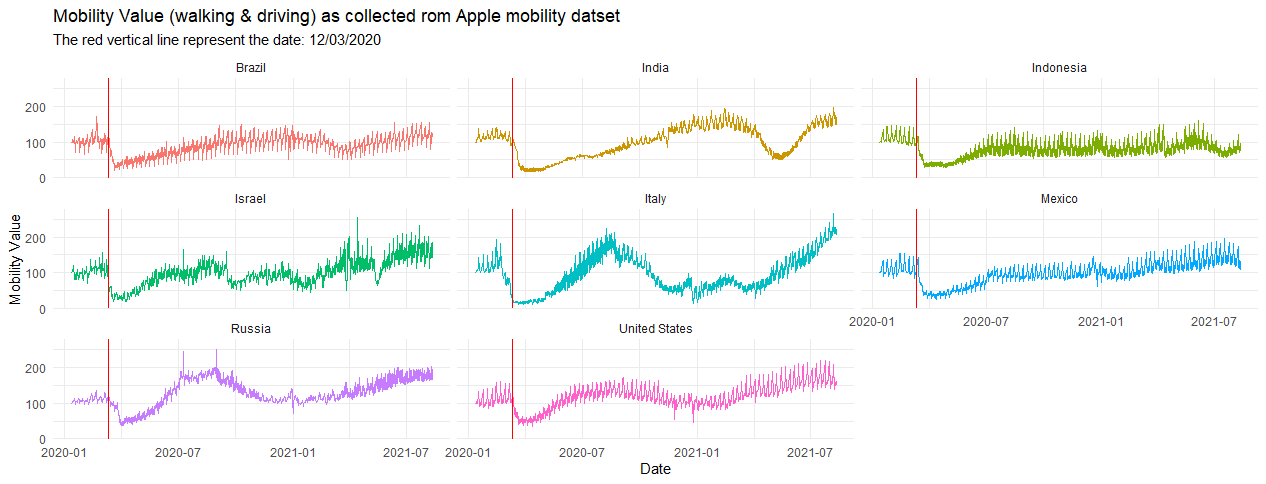 Mobility Value (walking & driving) as collected rom Apple mobility datset
The red vertical line represent the date: 12/03/2020
Brazil India Indonesia
200
100
0
Israel Italy Mexico
200
100
0
2020-01 2020-07 2021-01 2021-07
Russia United States
200
100
0
2020-01 2020-07 2021-01 2021-07 2020-01 2020-07 2021-01 2021-07
Mobility Value
Date